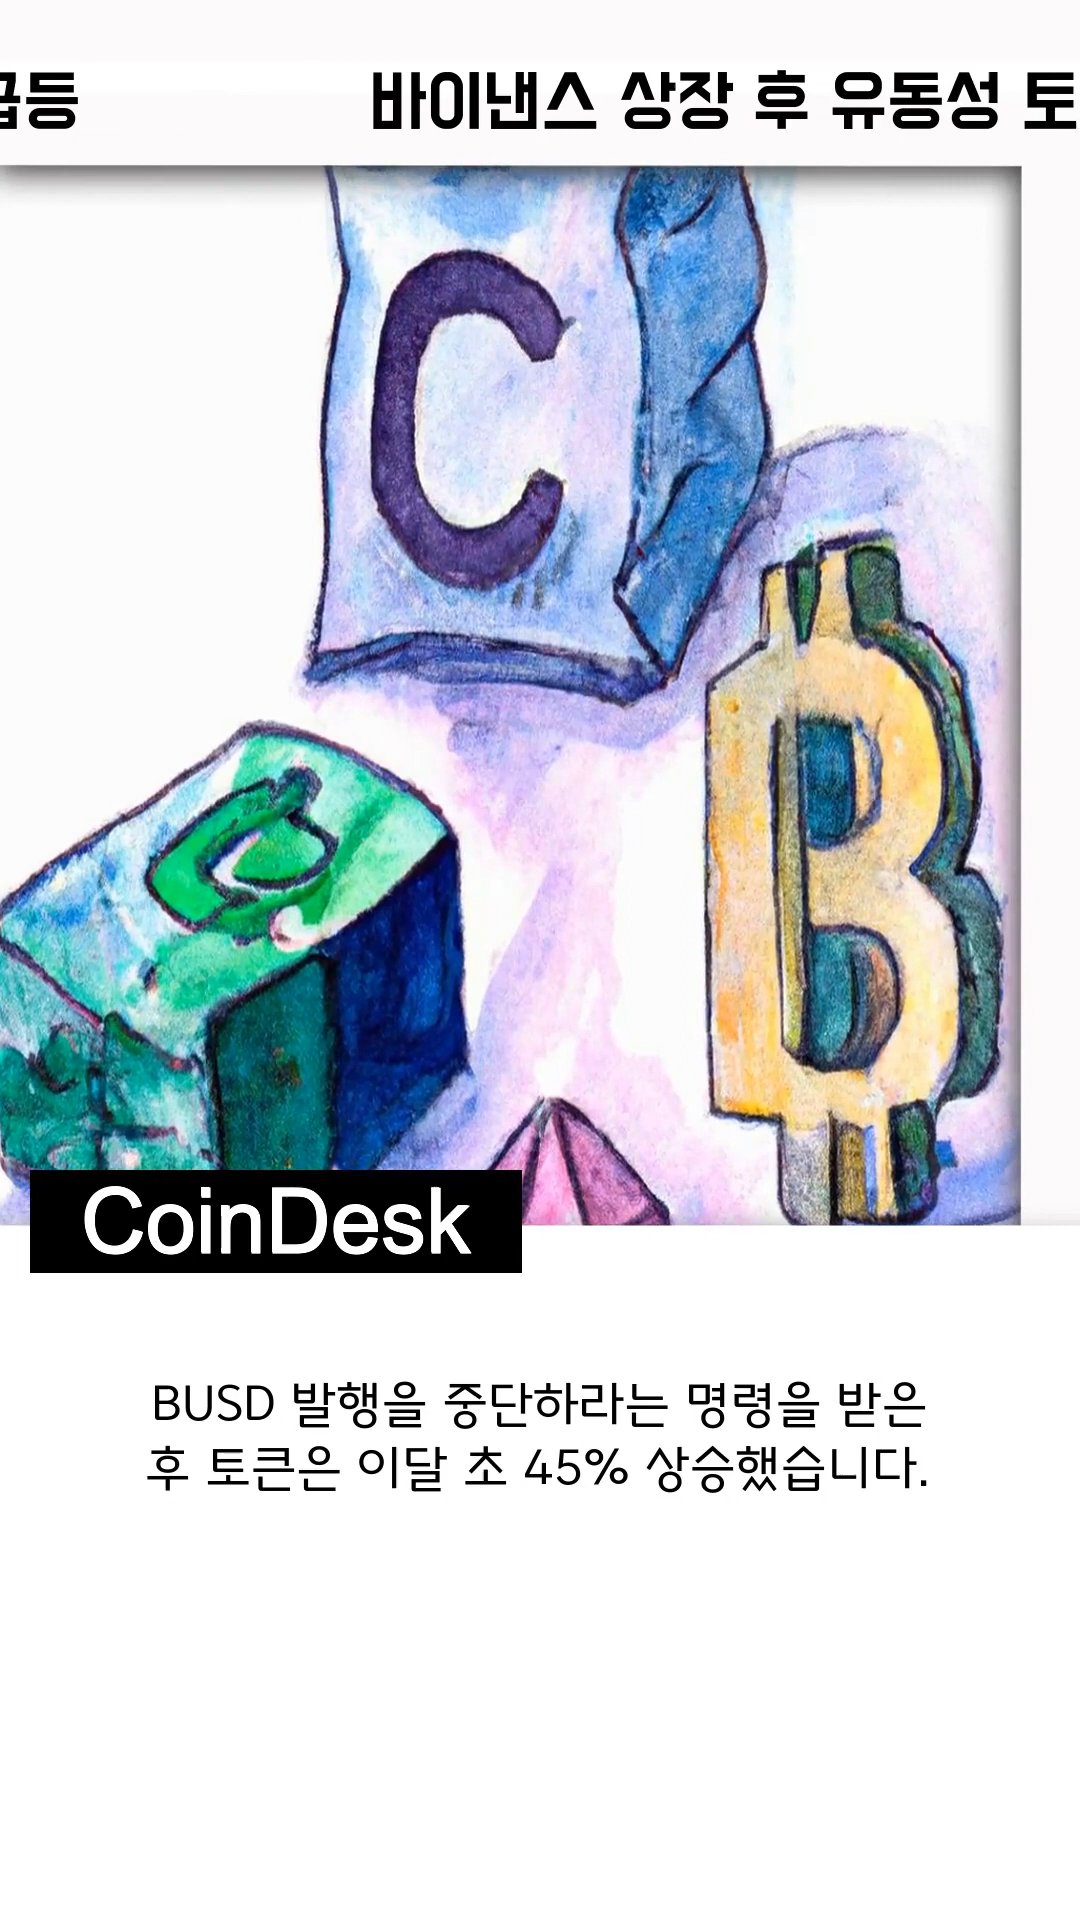 급등 바이낸스 상장 후 유동성 토
C
B
CoinDesk
BUSD 발행을 중단하라는 명령을 받은
후 토큰은 이달 초 45% 상승했습니다.